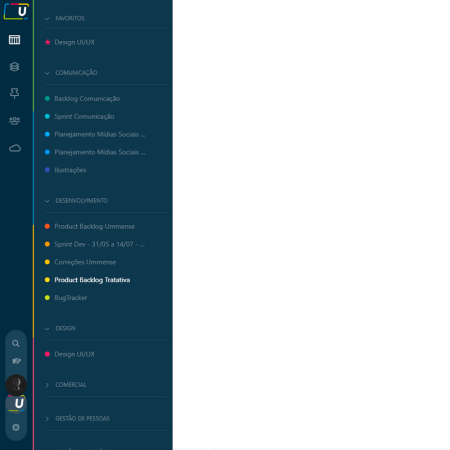 U
FAVORITOS
Design UI/UX
COMUNICAÇÃO
Backlog Comunicação
Sprint Comunicação
Planejamento Mídias Sociais ...
Planejamento Mídias Sociais ...
Ilustrações
DESENVOLVIMENTO
Product Backlog Ummense
Sprint Dev - 31/05 a 14/07 - ...
Correções Ummense
Product Backlog Tratativa
BugTracker
DESIGN
Design UI/UX
COMERCIAL
GESTÃO DE PESSOAS
U